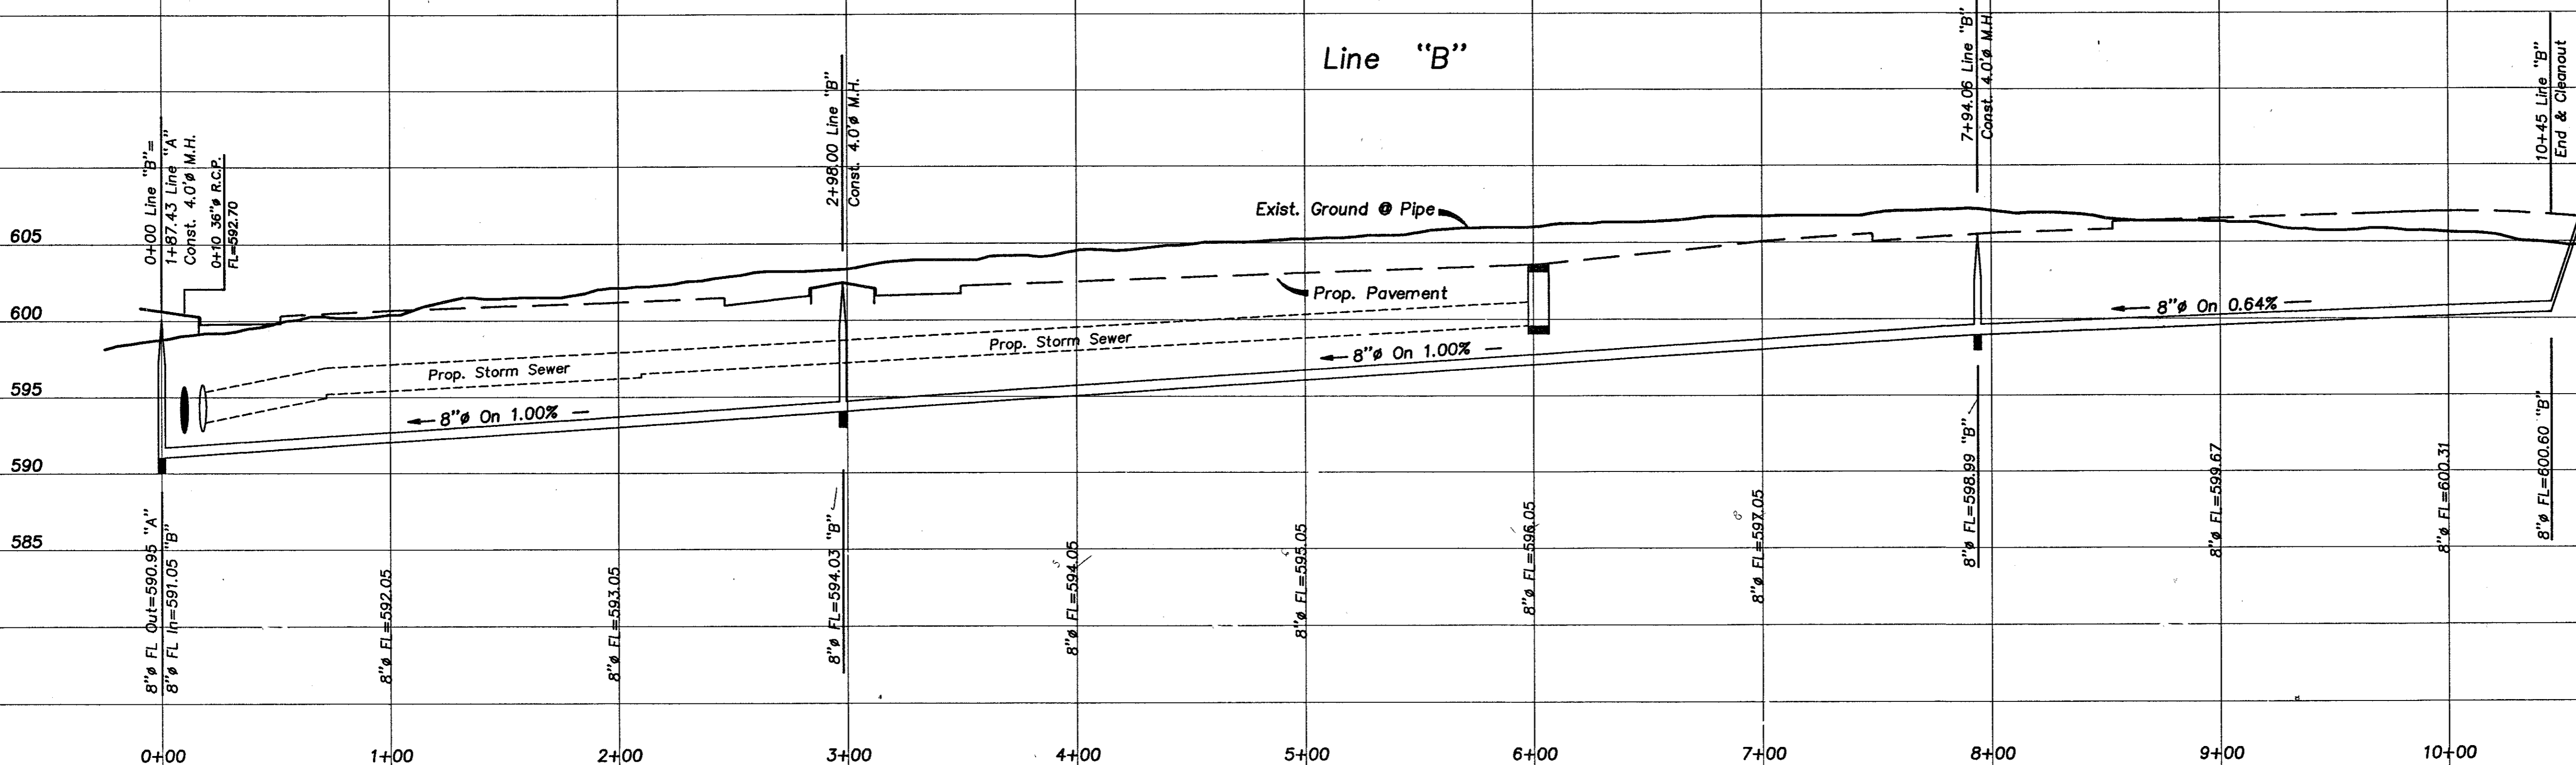 Line "B"
0+00 Line "B"=
1+87.43 Line "A"
Const. 4.0'ø M.H.
0+10 36"ø R.C.P.
FL=592.70
2+98.00 Line "B"
Const. 4.0'ø M.H.
7+94.06 Line "B"
Const. 4.0'ø M.H.
10+45 Line "B"
End & Cleanout
Exist. Ground @ Pipe
Prop. Pavement
Prop. Storm Sewer
Prop. Storm Sewer
8"ø On 1.00%
8"ø On 1.00%
8"ø On 0.64%
605
600
595
590
585
8"ø FL Out=590.95 "A"
8"ø FL In=591.05 "B"
8"ø FL=592.05
8"ø FL=593.05
8"ø FL=594.03 "B"
8"ø FL=594.05
8"ø FL=595.05
8"ø FL=596.05
8"ø FL=597.05
8"ø FL=598.99 "B"
8"ø FL=599.67
8"ø FL=600.31
8"ø FL=600.60 "B"
0+00
1+00
2+00
3+00
4+00
5+00
6+00
7+00
8+00
9+00
10+00